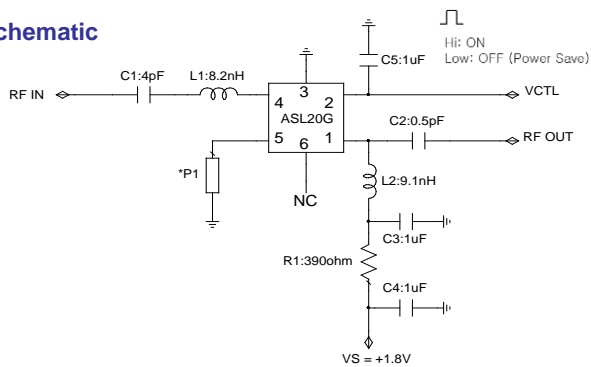 chematic
Hi: ON
Low: OFF (Power Save)
C5:1uF
C1:4pF
L1:8.2nH
RF IN
3
4
2
ASL20G
5
1
6
VCTL
C2:0.5pF
RF OUT
*P1
NC
L2:9.1nH
C3:1uF
R1:390ohm
C4:1uF
VS = +1.8V